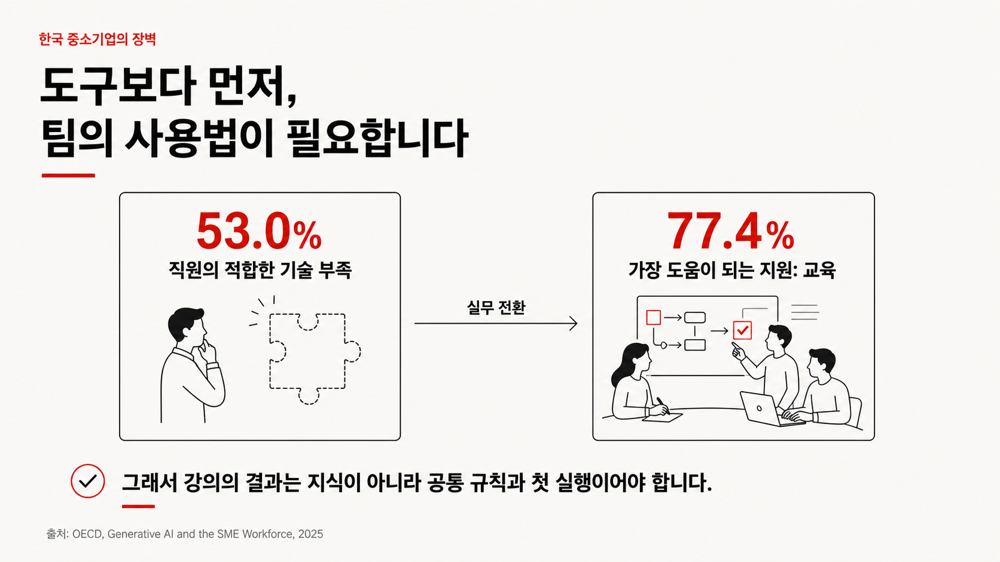 한국 중소기업의 장벽
도구보다 먼저,
팀의 사용법이 필요합니다
53.0%
직원의 적합한 기술 부족
실무 전환
77.4%
가장 도움이 되는 지원: 교육
그래서 강의의 결과는 지식이 아니라 공통 규칙과 첫 실행이어야 합니다.
출처: OECD, Generative AI and the SME Workforce, 2025